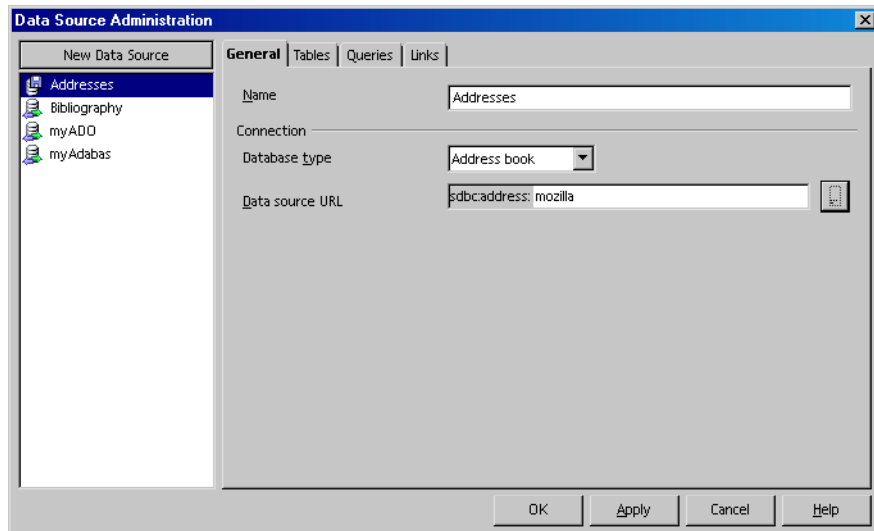 Data Source Administration
New Data Source
Addresses
Bibliography
myADO
myAdabas
General Tables Queries Links
Name Addresses
Connection
Database type Address book
Data source URL sdbc:address: mozilla
...
OK Apply Cancel Help